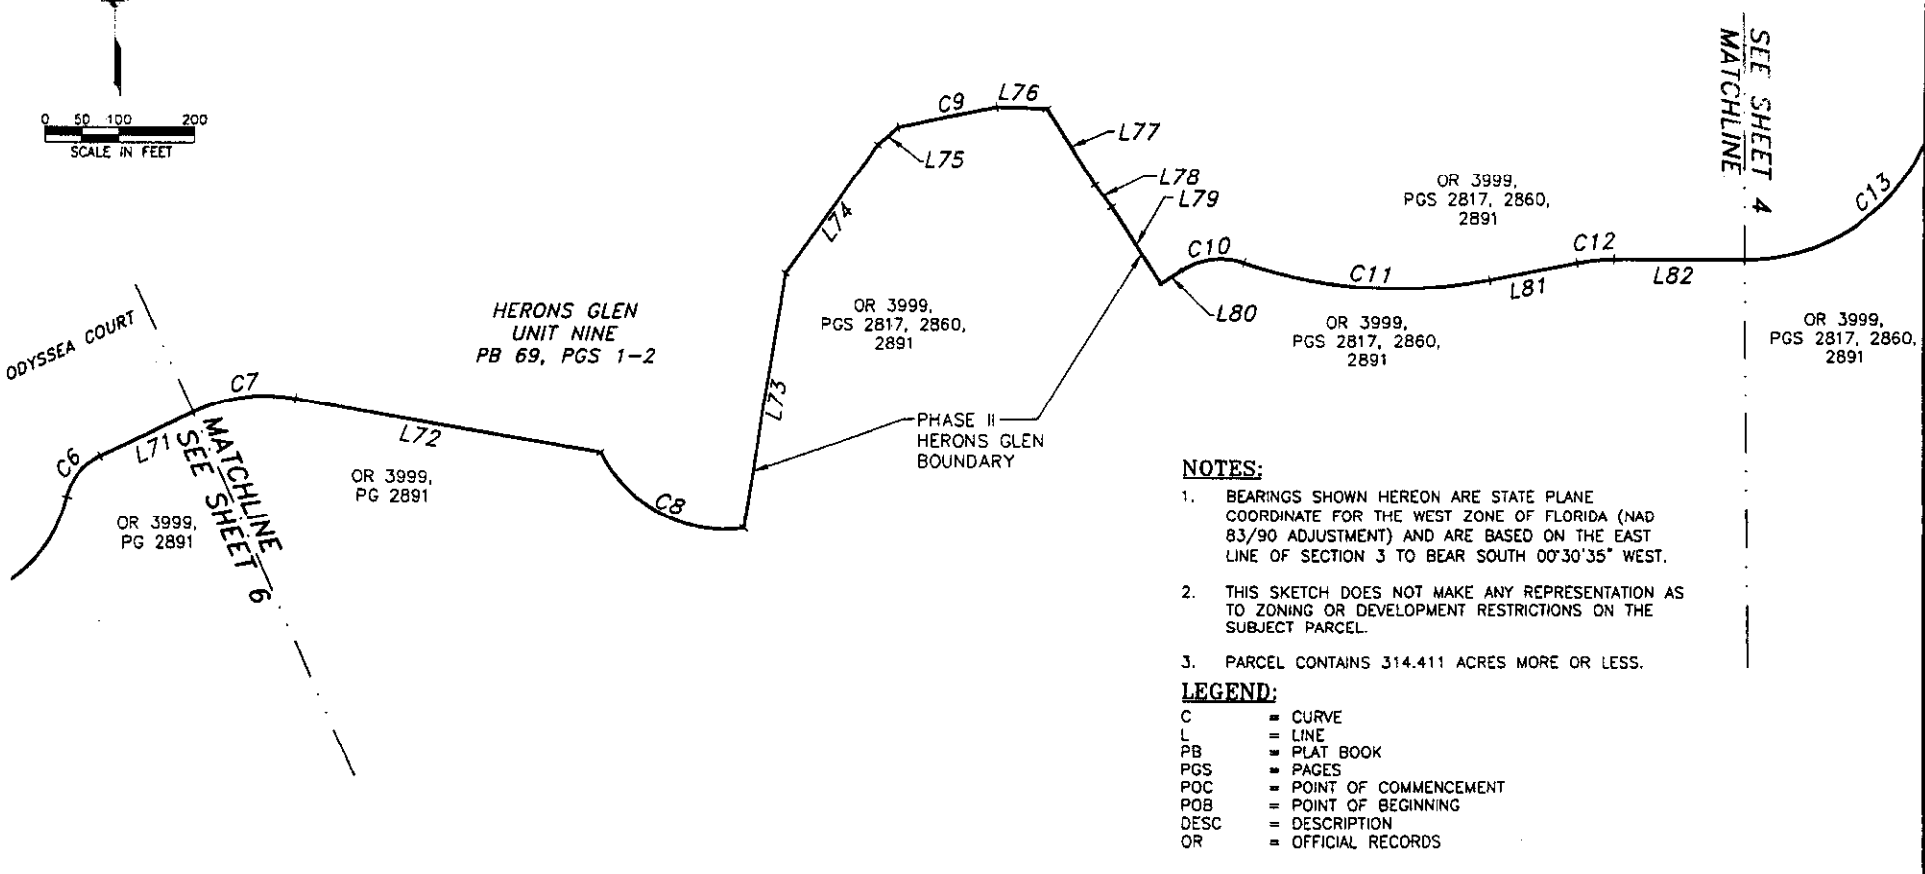 0 50 100 200
SCALE IN FEET
ODYSSEA COURT
C6
L71
C7
MATCHLINE
SEE SHEET 6
OR 3999,
PG 2891
L72
OR 3999,
PG 2891
HERONS GLEN
UNIT NINE
PB 69, PGS 1-2
C8
L73
L74
L75
C9
L76
L77
L78
L79
OR 3999,
PGS 2817, 2860,
2891
PHASE II
HERONS GLEN
BOUNDARY
L80
C10
C11
OR 3999,
PGS 2817, 2860,
2891
OR 3999,
PGS 2817, 2860,
2891
L81
C12
L82
SEE SHEET 4
MATCHLINE
C13
OR 3999,
PGS 2817, 2860,
2891
NOTES:
1. BEARINGS SHOWN HEREON ARE STATE PLANE
COORDINATE FOR THE WEST ZONE OF FLORIDA (NAD
83/90 ADJUSTMENT) AND ARE BASED ON THE EAST
LINE OF SECTION 3 TO BEAR SOUTH 00°30'35" WEST.
2. THIS SKETCH DOES NOT MAKE ANY REPRESENTATION AS
TO ZONING OR DEVELOPMENT RESTRICTIONS ON THE
SUBJECT PARCEL.
3. PARCEL CONTAINS 314.411 ACRES MORE OR LESS.
LEGEND:
C = CURVE
L = LINE
PB = PLAT BOOK
PGS = PAGES
POC = POINT OF COMMENCEMENT
POB = POINT OF BEGINNING
DESC = DESCRIPTION
OR = OFFICIAL RECORDS